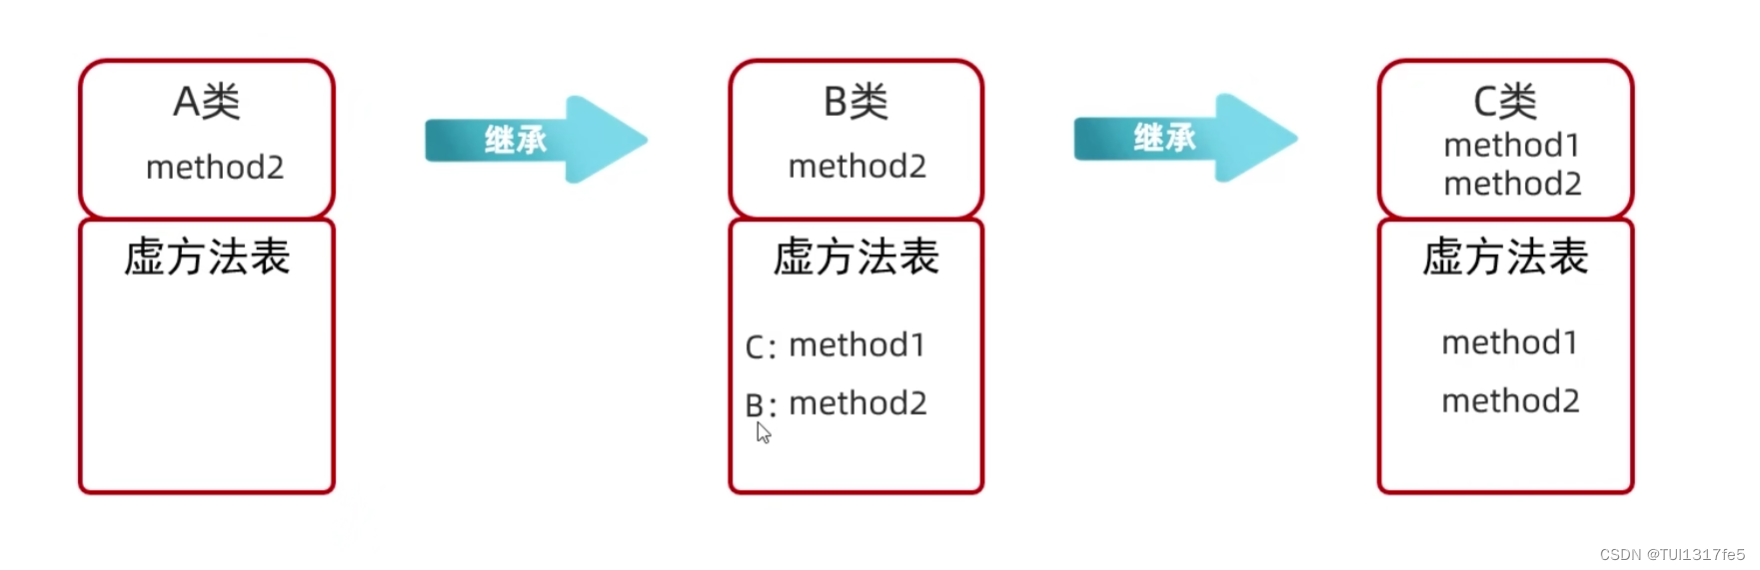 A类
method2
虚方法表
继承
B类
method2
虚方法表
C: method1
B: method2
继承
C类
method1
method2
虚方法表
method1
method2
CSDN @TUI1317fe5